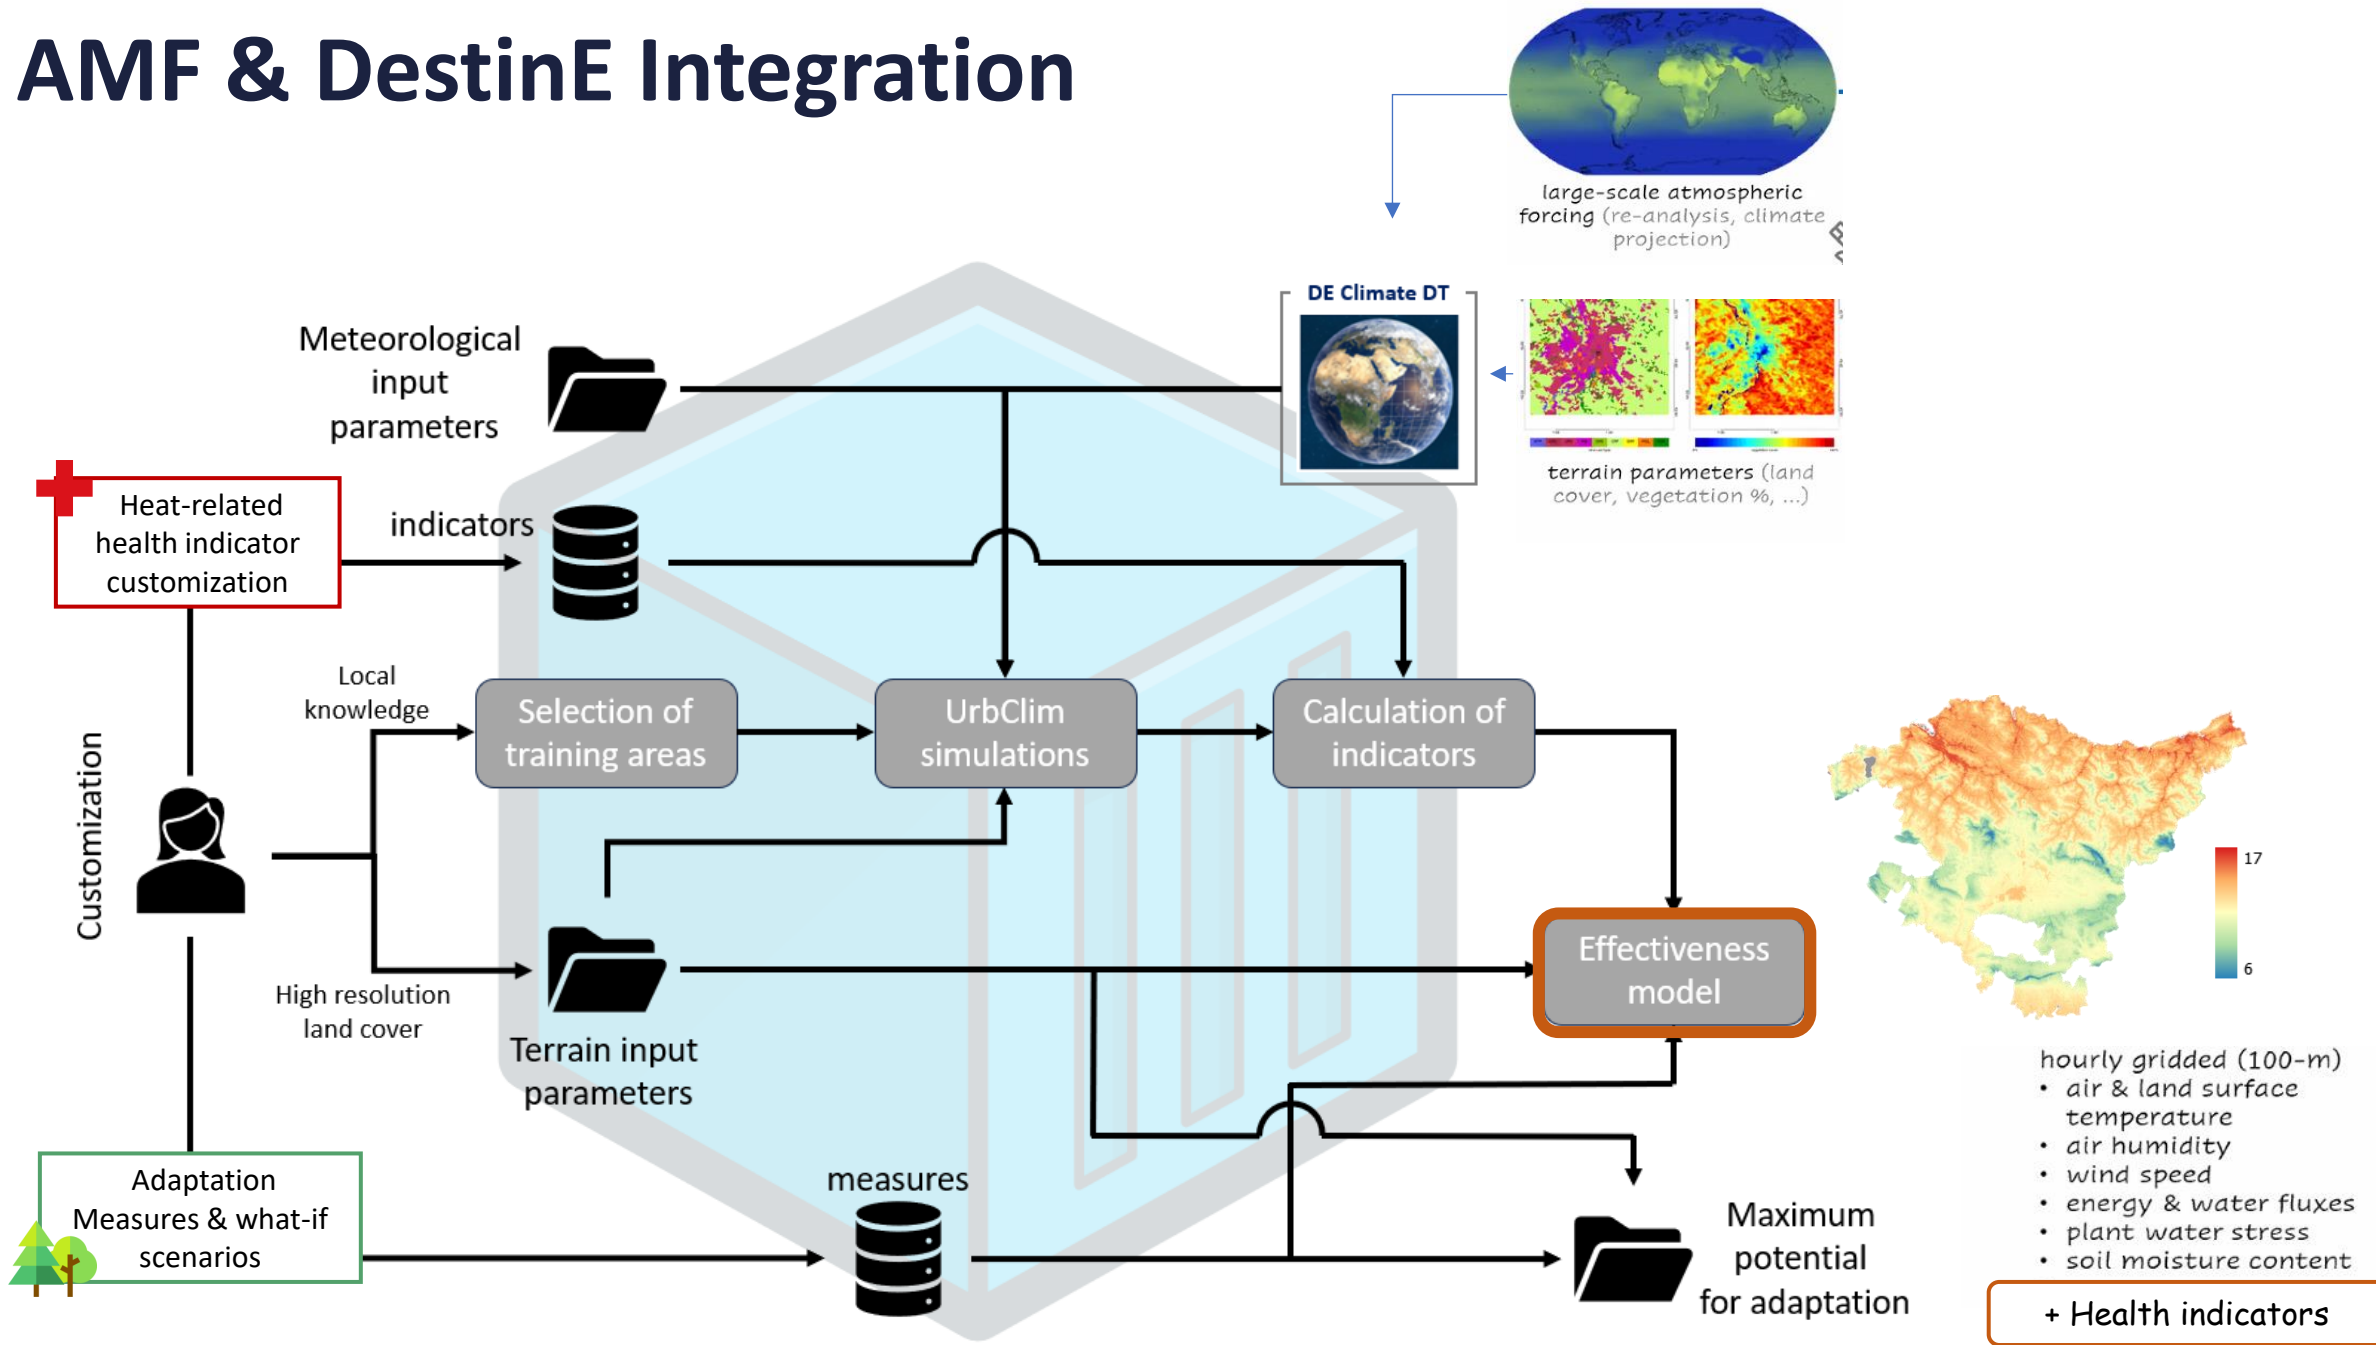 AMF & DestinE Integration
large-scale atmospheric
forcing (re-analysis, climate
projection)
DE Climate DT
terrain parameters (land
cover, vegetation %, ...)
Meteorological
input
parameters
Heat-related
health indicator
customization
indicators
Local
knowledge
Selection of
training areas
UrbClim
simulations
Calculation of
indicators
Customization
High resolution
land cover
Terrain input
parameters
Effectiveness
model
17
6
hourly gridded (100-m)
• air & land surface
temperature
• air humidity
• wind speed
• energy & water fluxes
• plant water stress
• soil moisture content
+ Health indicators
Adaptation
Measures & what-if
scenarios
measures
Maximum
potential
for adaptation